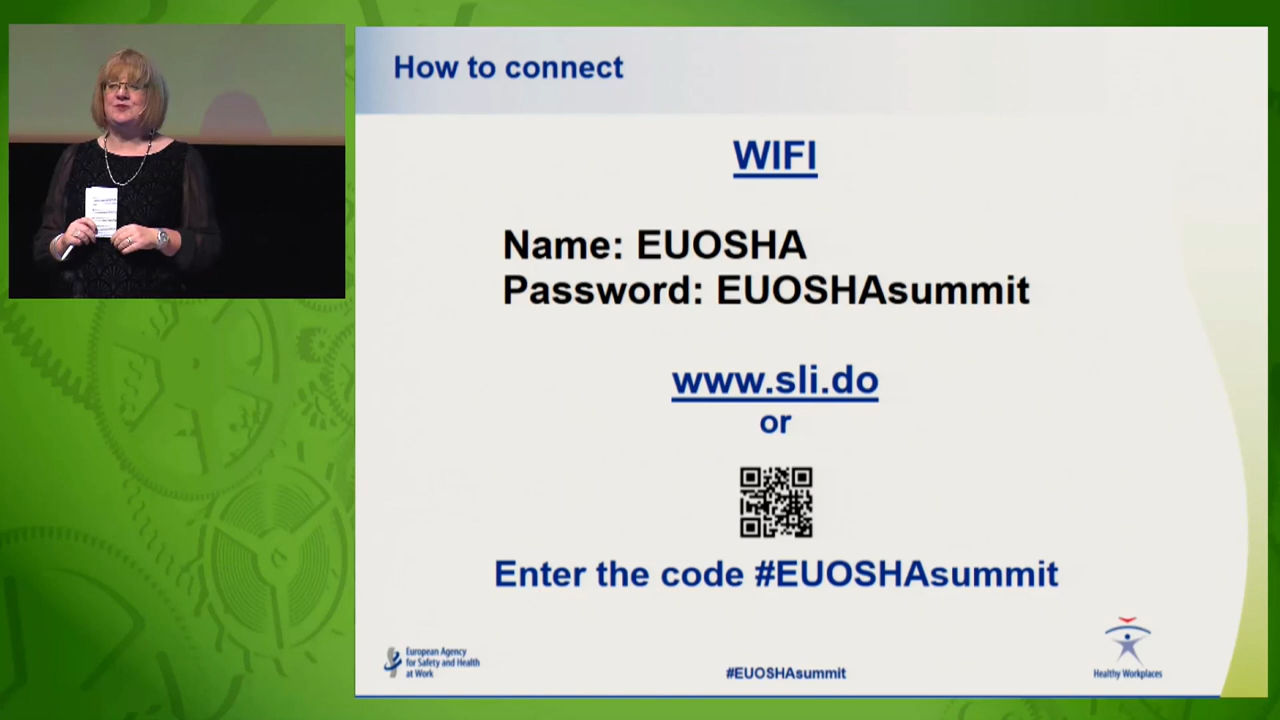 How to connect
WIFI
Name: EUOSHA
Password: EUOSHAsummit
www.sli.do
or
Enter the code #EUOSHAsummit
European Agency
for Safety and Health
at Work
#EUOSHAsummit
Healthy Workplaces